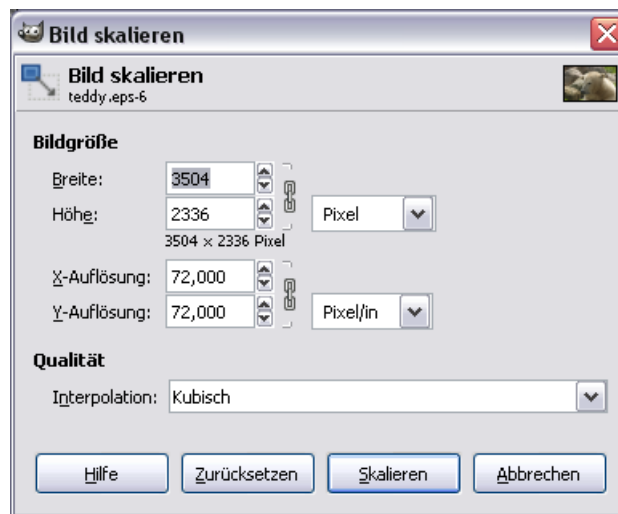 Bild skalieren
Bild skalieren
teddy.eps-6
Bildgröße
Breite: 3504
Höhe: 2336 Pixel
3504 x 2336 Pixel
X-Auflösung: 72,000
Y-Auflösung: 72,000 Pixel/in
Qualität
Interpolation: Kubisch
Hilfe Zurücksetzen Skalieren Abbrechen